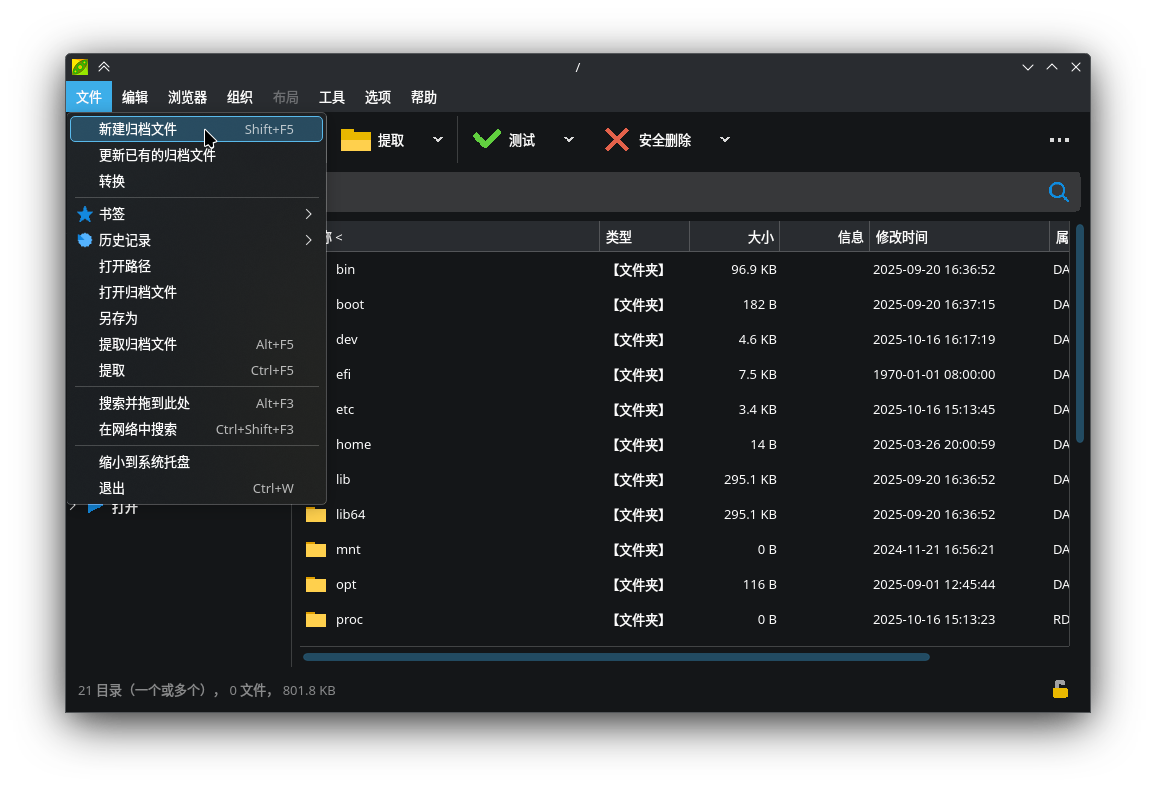 /
文件 编辑 浏览器 组织 布局 工具 选项 帮助
新建归档文件 Shift+F5
更新已有的归档文件
转换
书签
历史记录
打开路径
打开归档文件
另存为
提取归档文件 Alt+F5
提取 Ctrl+F5
搜索并拖到此处 Alt+F3
在网络中搜索 Ctrl+Shift+F3
缩小到系统托盘
退出 Ctrl+W
打开
提取 测试 安全删除
称 < 类型 大小 信息 修改时间 属
bin 【文件夹】 96.9 KB 2025-09-20 16:36:52 DA
boot 【文件夹】 182 B 2025-09-20 16:37:15 DA
dev 【文件夹】 4.6 KB 2025-10-16 16:17:19 DA
efi 【文件夹】 7.5 KB 1970-01-01 08:00:00 DA
etc 【文件夹】 3.4 KB 2025-10-16 15:13:45 DA
home 【文件夹】 14 B 2025-03-26 20:00:59 DA
lib 【文件夹】 295.1 KB 2025-09-20 16:36:52 DA
lib64 【文件夹】 295.1 KB 2025-09-20 16:36:52 DA
mnt 【文件夹】 0 B 2024-11-21 16:56:21 DA
opt 【文件夹】 116 B 2025-09-01 12:45:44 DA
proc 【文件夹】 0 B 2025-10-16 15:13:23 RD
21 目录（一个或多个）， 0 文件， 801.8 KB